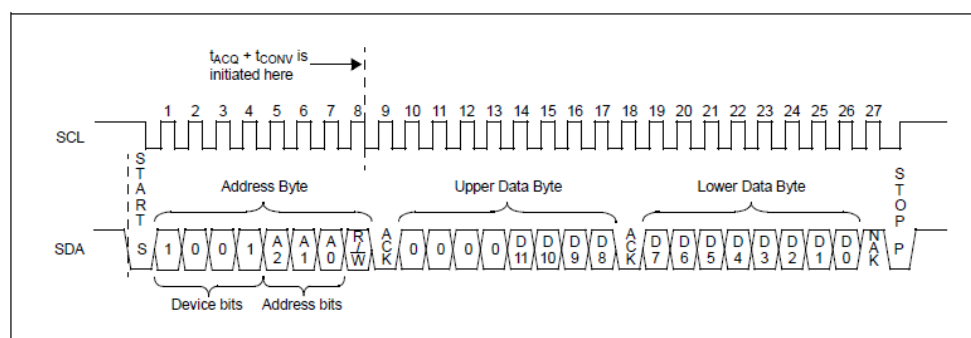 tACQ + tCONV is
initiated here
1 2 3 4 5 6 7 8 9 10 11 12 13 14 15 16 17 18 19 20 21 22 23 24 25 26 27
SCL
START
STOP
Address Byte
Upper Data Byte
Lower Data Byte
SDA
S 1 0 0 1 A2 A1 A0 R/W ACK 0 0 0 0 D11 D10 D9 D8 ACK D7 D6 D5 D4 D3 D2 D1 D0 NAK P
Device bits
Address bits